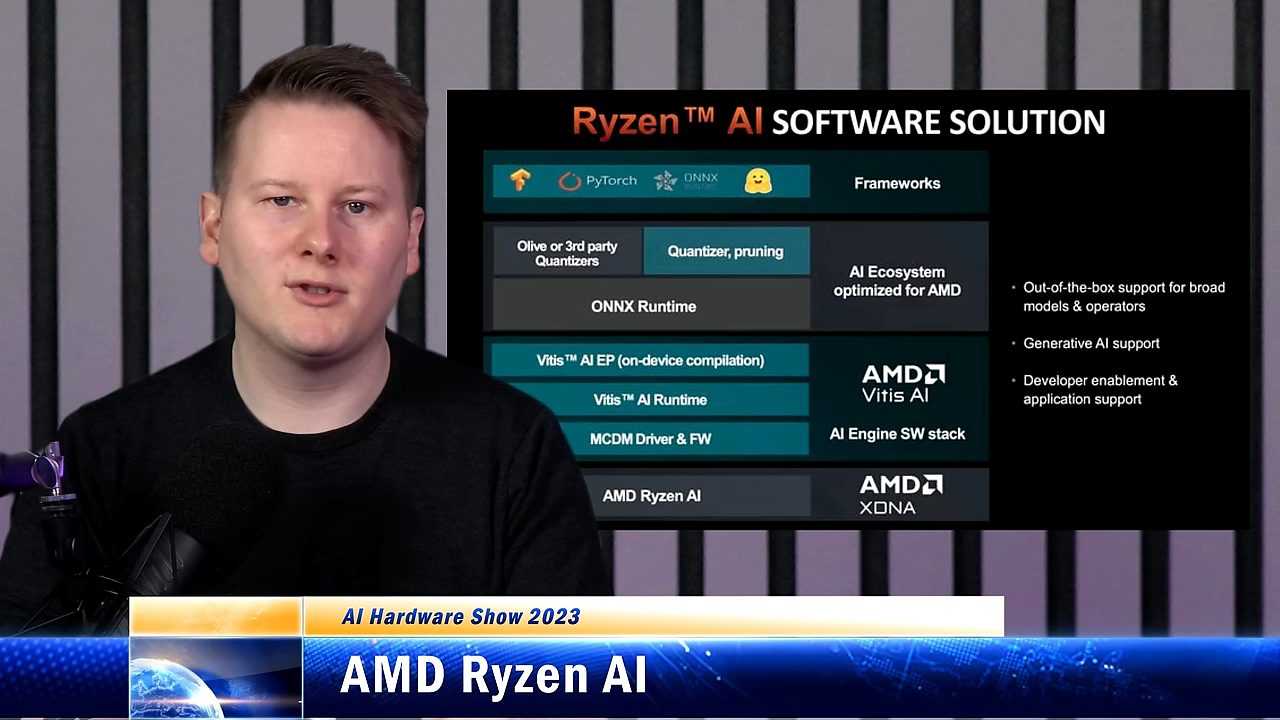 Ryzen™ AI SOFTWARE SOLUTION
PyTorch
ONNX
RUNTIME
Frameworks
Olive or 3rd party
Quantizers
Quantizer, pruning
ONNX Runtime
AI Ecosystem
optimized for AMD
Vitis™ AI EP (on-device compilation)
Vitis™ AI Runtime
MCDM Driver & FW
AMD
Vitis AI
AI Engine SW stack
AMD Ryzen AI
AMD
XDNA
• Out-of-the-box support for broad
models & operators
• Generative AI support
• Developer enablement &
application support
AI Hardware Show 2023
AMD Ryzen AI